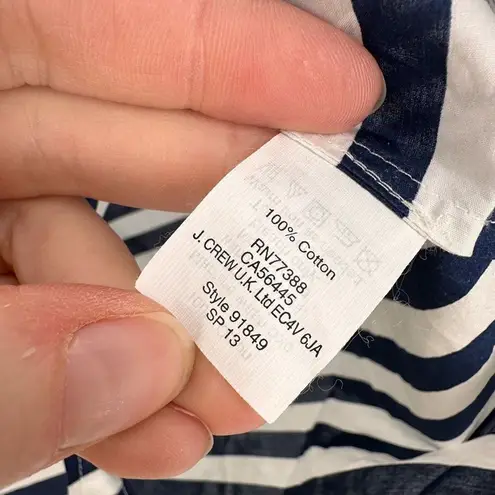 100% Cotton
RN77388
CA56445
J. CREW U.K. Ltd EC4V 6JA
Style 91849
SP 13